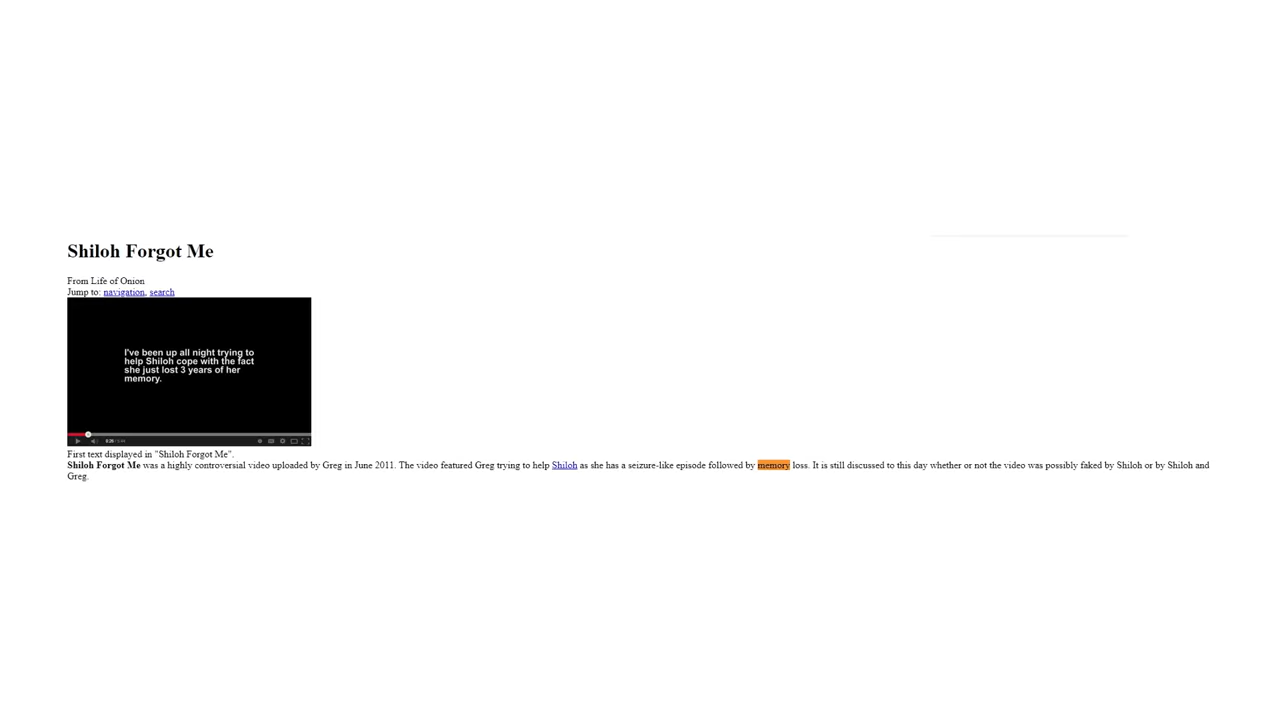 Shiloh Forgot Me
From Life of Onion
Jump to: navigation, search
I've been up all night trying to
help Shiloh cope with the fact
she just lost 3 years of her
memory.
First text displayed in "Shiloh Forgot Me".
Shiloh Forgot Me was a highly controversial video uploaded by Greg in June 2011. The video featured Greg trying to help Shiloh as she has a seizure-like episode followed by memory loss. It is still discussed to this day whether or not the video was possibly faked by Shiloh or by Shiloh and
Greg.